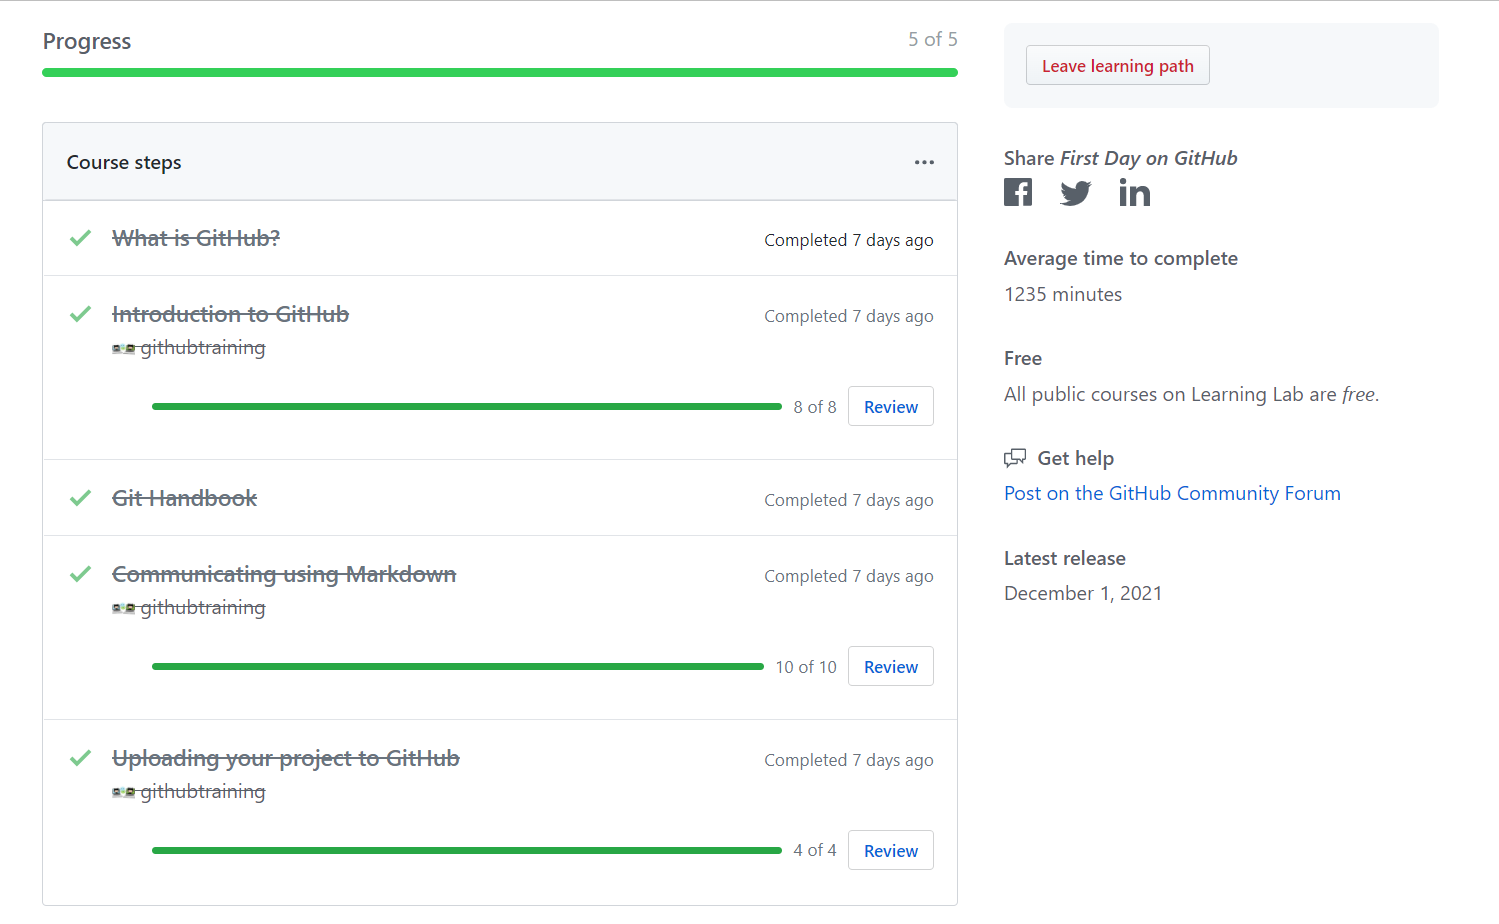 Progress
5 of 5
Course steps
What is GitHub?
Completed 7 days ago
Introduction to GitHub
Completed 7 days ago
githubtraining
8 of 8
Review
Git Handbook
Completed 7 days ago
Communicating using Markdown
Completed 7 days ago
githubtraining
10 of 10
Review
Uploading your project to GitHub
Completed 7 days ago
githubtraining
4 of 4
Review
Leave learning path
Share First Day on GitHub
Average time to complete
1235 minutes
Free
All public courses on Learning Lab are free.
Get help
Post on the GitHub Community Forum
Latest release
December 1, 2021